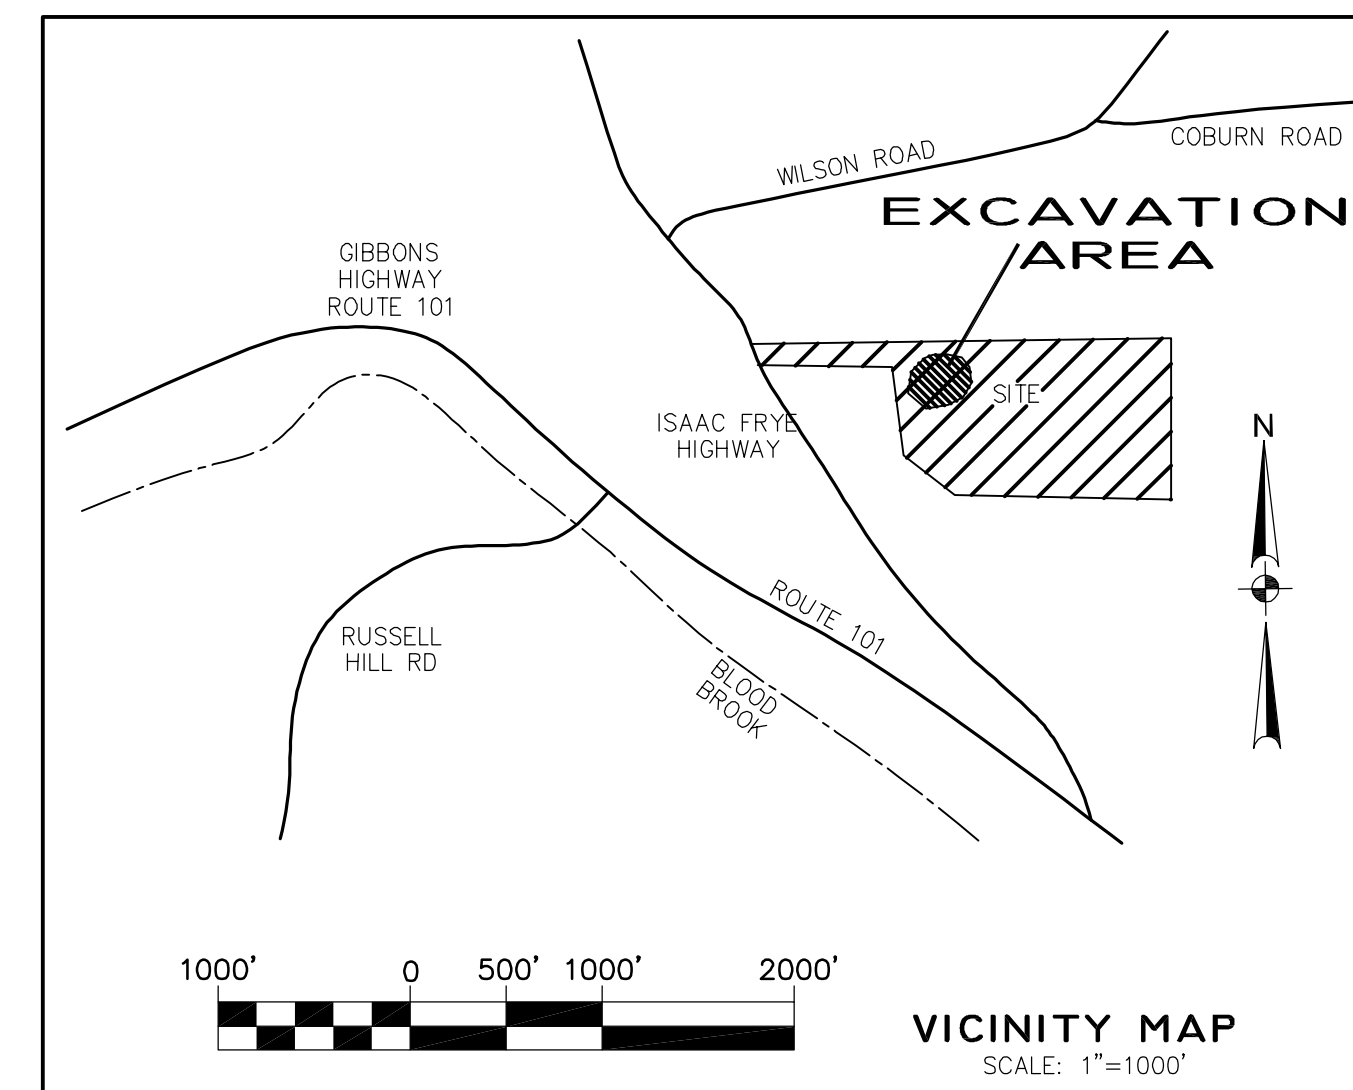 WILSON ROAD
COBURN ROAD
EXCAVATION
AREA
GIBBONS
HIGHWAY
ROUTE 101
SITE
ISAAC FRYE
HIGHWAY
N
ROUTE 101
RUSSELL
HILL RD
BLOOD
BROOK
1000' 0 500' 1000' 2000'
VICINITY MAP
SCALE: 1"=1000'